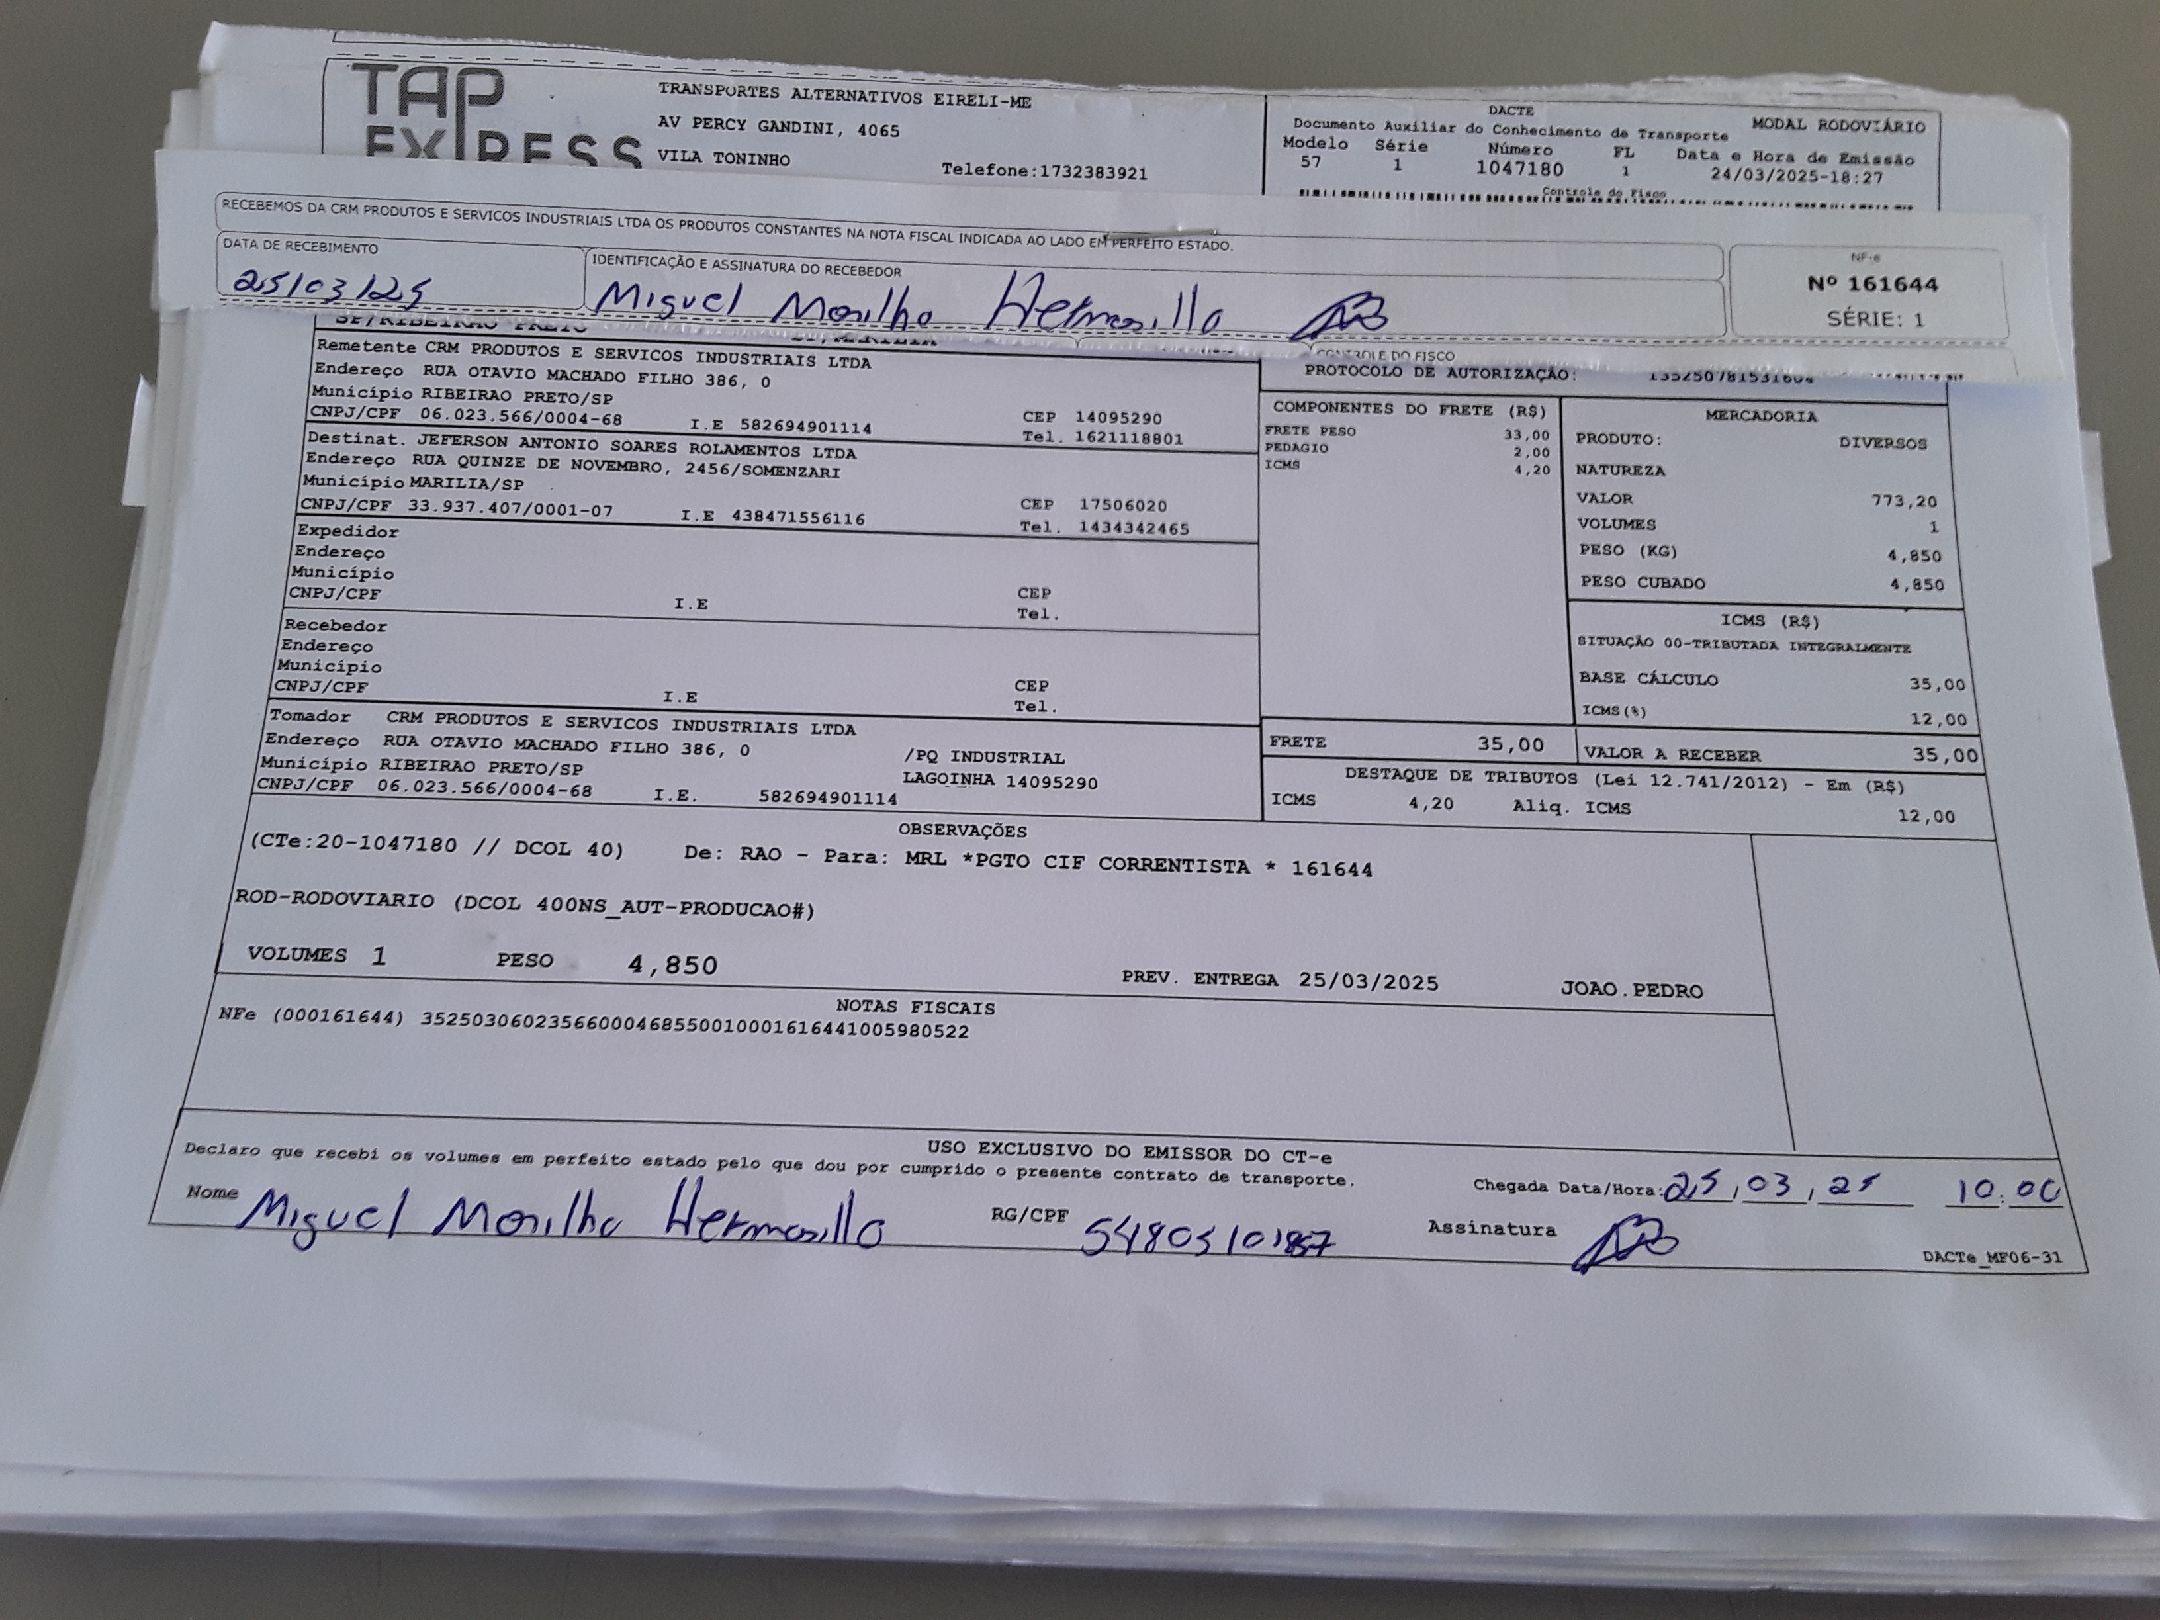 TAP EXPRESS
TRANSPORTES ALTERNATIVOS EIRELI-ME
AV PERCY GANDINI, 4065
VILA TONINHO Telefone:1732383921
DACTE
Documento Auxiliar do Conhecimento de Transporte MODAL RODOVIÁRIO
Modelo Série Número FL Data e Hora de Emissão
57 1 1047180 1 24/03/2025-18:27
Controle do Fisco
RECEBEMOS DA CRM PRODUTOS E SERVICOS INDUSTRIAIS LTDA OS PRODUTOS CONSTANTES NA NOTA FISCAL INDICADA AO LADO EM PERFEITO ESTADO.
DATA DE RECEBIMENTO IDENTIFICAÇÃO E ASSINATURA DO RECEBEDOR
25/03/25 Miguel Morilho Hermosillo
NF-e
Nº 161644
SÉRIE: 1
SP/RIBEIRAO PRETO
CONTROLE DO FISCO
PROTOCOLO DE AUTORIZAÇÃO: 135250781531604
Remetente CRM PRODUTOS E SERVICOS INDUSTRIAIS LTDA
Endereço RUA OTAVIO MACHADO FILHO 386, 0
Município RIBEIRAO PRETO/SP CEP 14095290
CNPJ/CPF 06.023.566/0004-68 I.E 582694901114 Tel. 1621118801
Destinat. JEFERSON ANTONIO SOARES ROLAMENTOS LTDA
Endereço RUA QUINZE DE NOVEMBRO, 2456/SOMENZARI
Município MARILIA/SP CEP 17506020
CNPJ/CPF 33.937.407/0001-07 I.E 438471556116 Tel. 1434342465
Expedidor
Endereço
Município CEP
CNPJ/CPF I.E Tel.
Recebedor
Endereço
Município CEP
CNPJ/CPF I.E Tel.
Tomador CRM PRODUTOS E SERVICOS INDUSTRIAIS LTDA
Endereço RUA OTAVIO MACHADO FILHO 386, 0 /PQ INDUSTRIAL
Município RIBEIRAO PRETO/SP LAGOINHA 14095290
CNPJ/CPF 06.023.566/0004-68 I.E. 582694901114
COMPONENTES DO FRETE (R$)
FRETE PESO 33,00
PEDAGIO 2,00
ICMS 4,20
MERCADORIA
PRODUTO: DIVERSOS
NATUREZA
VALOR 773,20
VOLUMES 1
PESO (KG) 4,850
PESO CUBADO 4,850
ICMS (R$)
SITUAÇÃO 00-TRIBUTADA INTEGRALMENTE
BASE CÁLCULO 35,00
ICMS(%) 12,00
FRETE 35,00 VALOR A RECEBER 35,00
DESTAQUE DE TRIBUTOS (Lei 12.741/2012) - Em (R$)
ICMS 4,20 Aliq. ICMS 12,00
OBSERVAÇÕES
(CTe:20-1047180 // DCOL 40) De: RAO - Para: MRL *PGTO CIF CORRENTISTA * 161644
ROD-RODOVIARIO (DCOL 400NS_AUT-PRODUCAO#)
VOLUMES 1 PESO 4,850 PREV. ENTREGA 25/03/2025 JOAO.PEDRO
NOTAS FISCAIS
NFe (000161644) 35250306023566000468550010001616441005980522
USO EXCLUSIVO DO EMISSOR DO CT-e
Declaro que recebi os volumes em perfeito estado pelo que dou por cumprido o presente contrato de transporte.
Chegada Data/Hora: 25,03,25 10:00
Nome Miguel Morilho Hermosillo RG/CPF Assinatura
DACTe_MF06-31